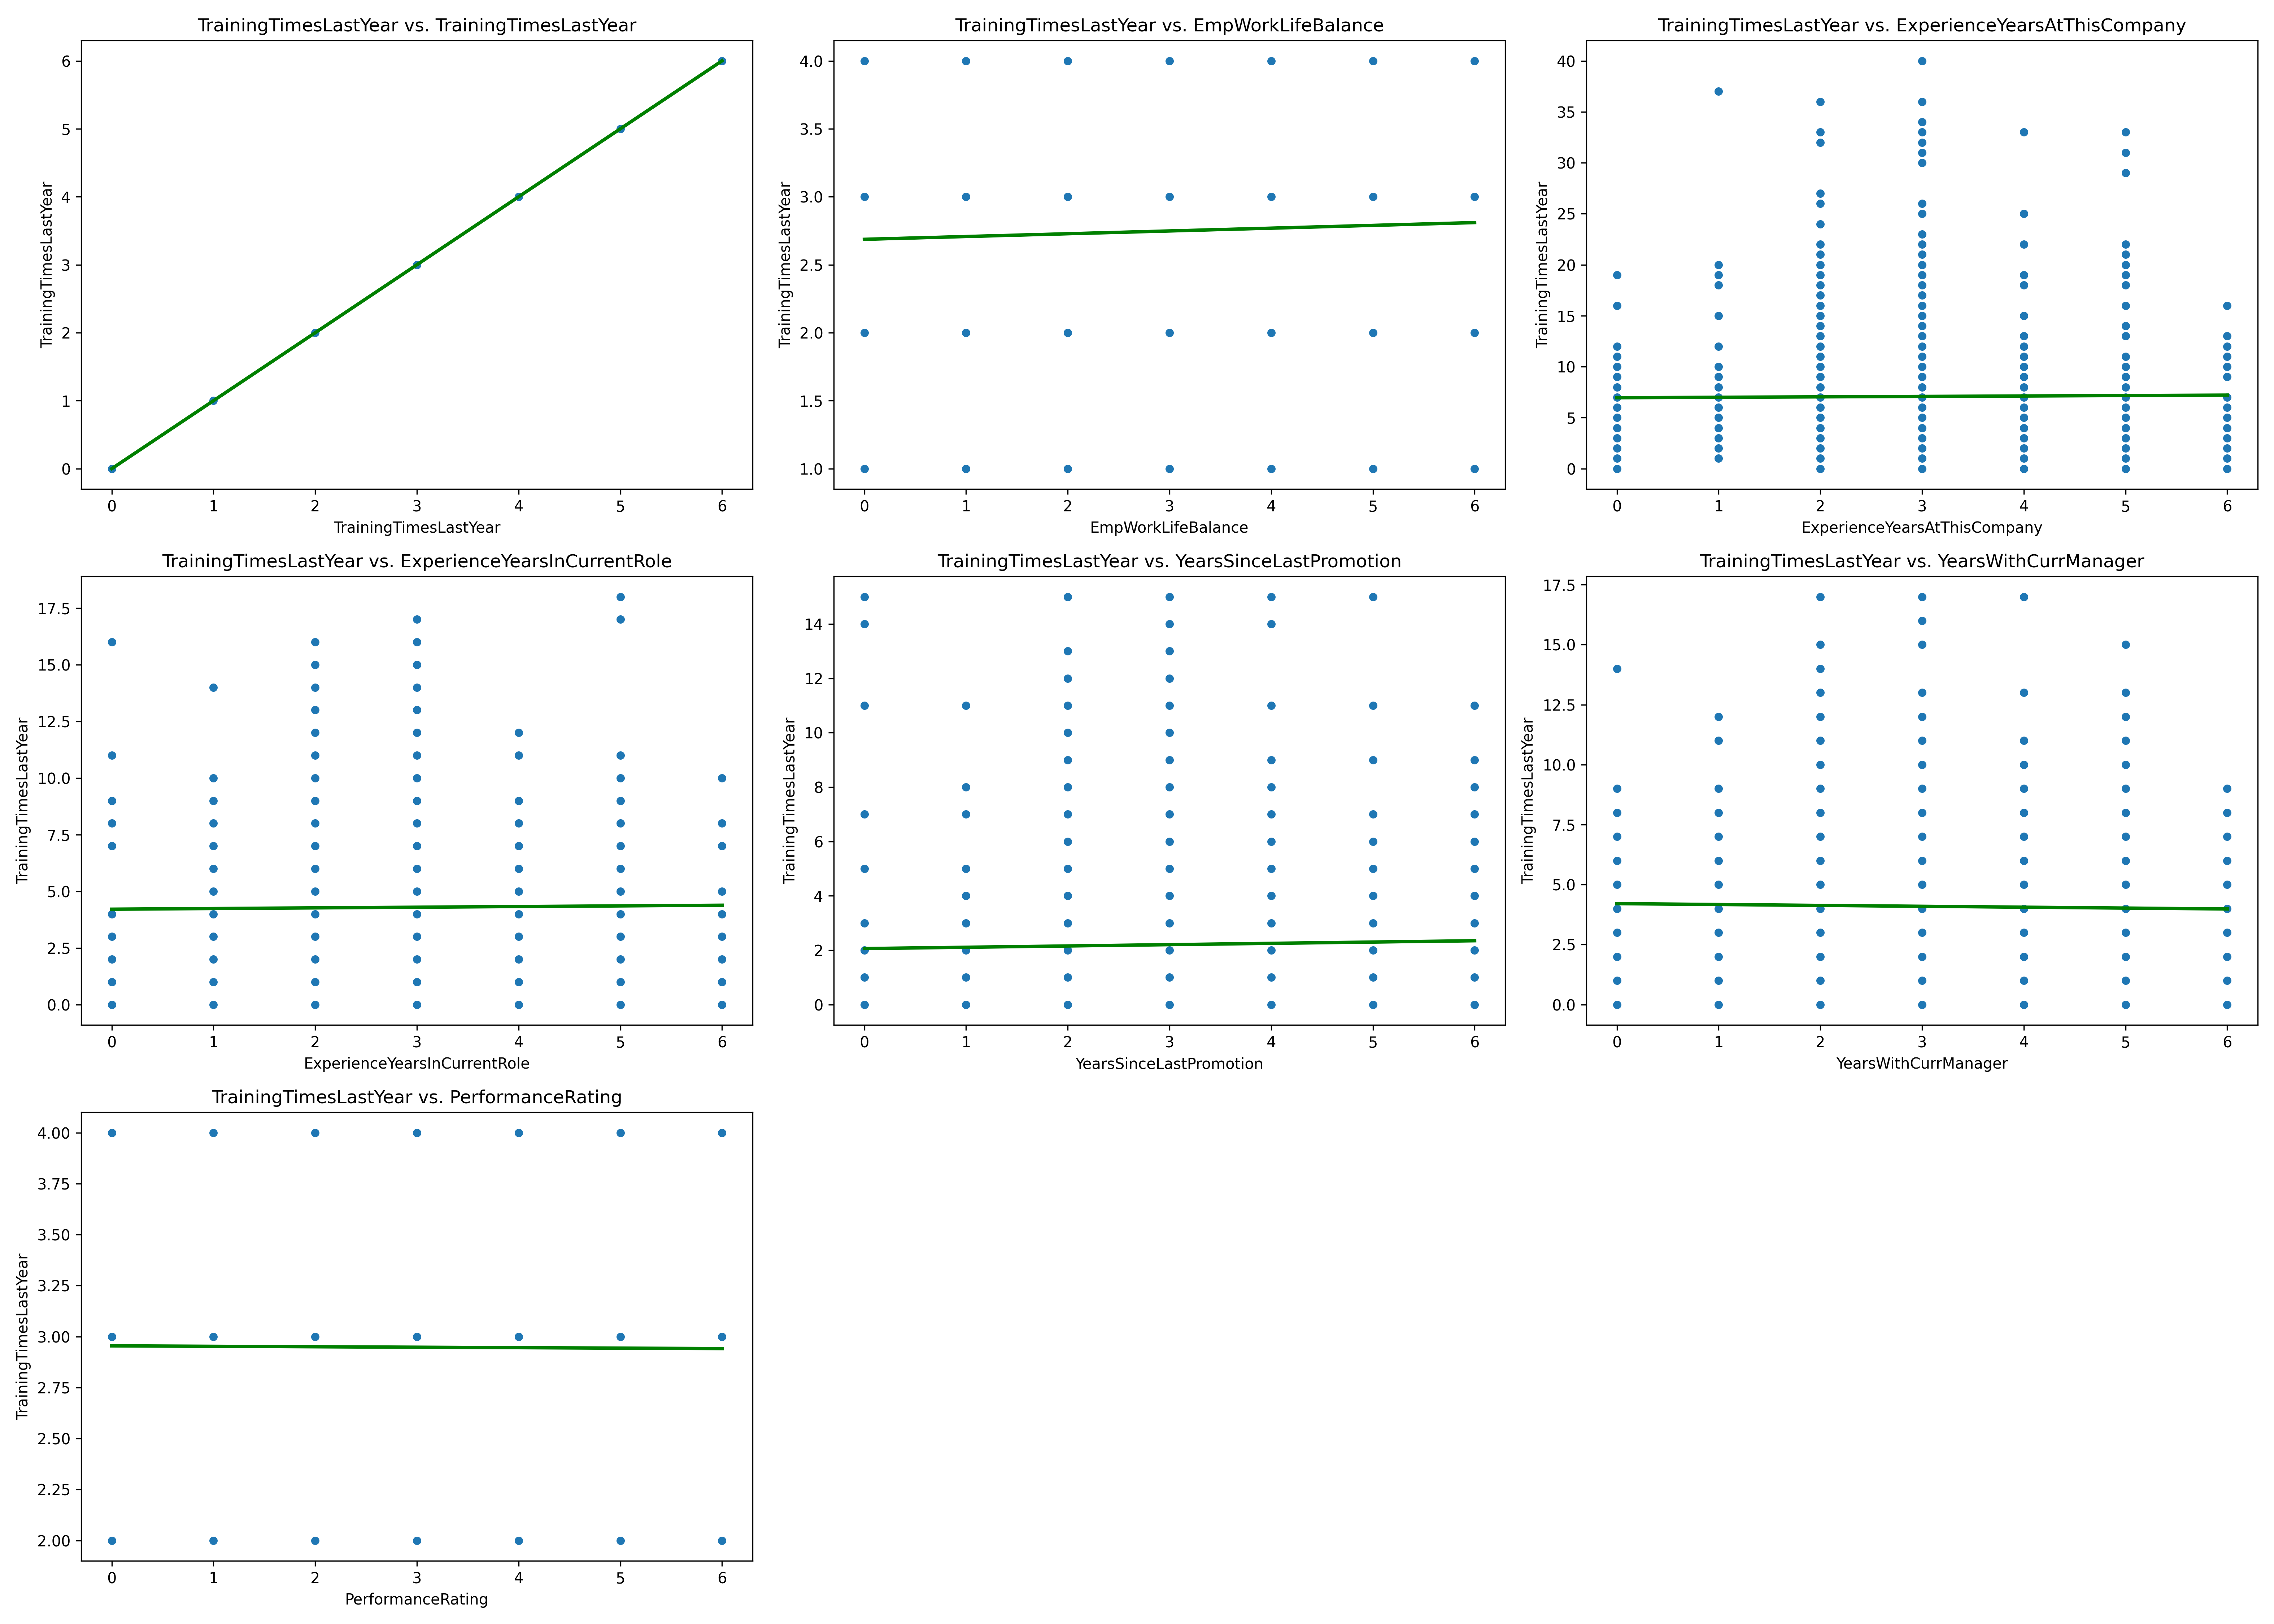 TrainingTimesLastYear vs. TrainingTimesLastYear
TrainingTimesLastYear
6
5
4
3
2
1
0
0 1 2 3 4 5 6
TrainingTimesLastYear
TrainingTimesLastYear vs. EmpWorkLifeBalance
TrainingTimesLastYear
4.0
3.5
3.0
2.5
2.0
1.5
1.0
0 1 2 3 4 5 6
EmpWorkLifeBalance
TrainingTimesLastYear vs. ExperienceYearsAtThisCompany
TrainingTimesLastYear
40
35
30
25
20
15
10
5
0
0 1 2 3 4 5 6
ExperienceYearsAtThisCompany
TrainingTimesLastYear vs. ExperienceYearsInCurrentRole
TrainingTimesLastYear
17.5
15.0
12.5
10.0
7.5
5.0
2.5
0.0
0 1 2 3 4 5 6
ExperienceYearsInCurrentRole
TrainingTimesLastYear vs. YearsSinceLastPromotion
TrainingTimesLastYear
14
12
10
8
6
4
2
0
0 1 2 3 4 5 6
YearsSinceLastPromotion
TrainingTimesLastYear vs. YearsWithCurrManager
TrainingTimesLastYear
17.5
15.0
12.5
10.0
7.5
5.0
2.5
0.0
0 1 2 3 4 5 6
YearsWithCurrManager
TrainingTimesLastYear vs. PerformanceRating
TrainingTimesLastYear
4.00
3.75
3.50
3.25
3.00
2.75
2.50
2.25
2.00
0 1 2 3 4 5 6
PerformanceRating